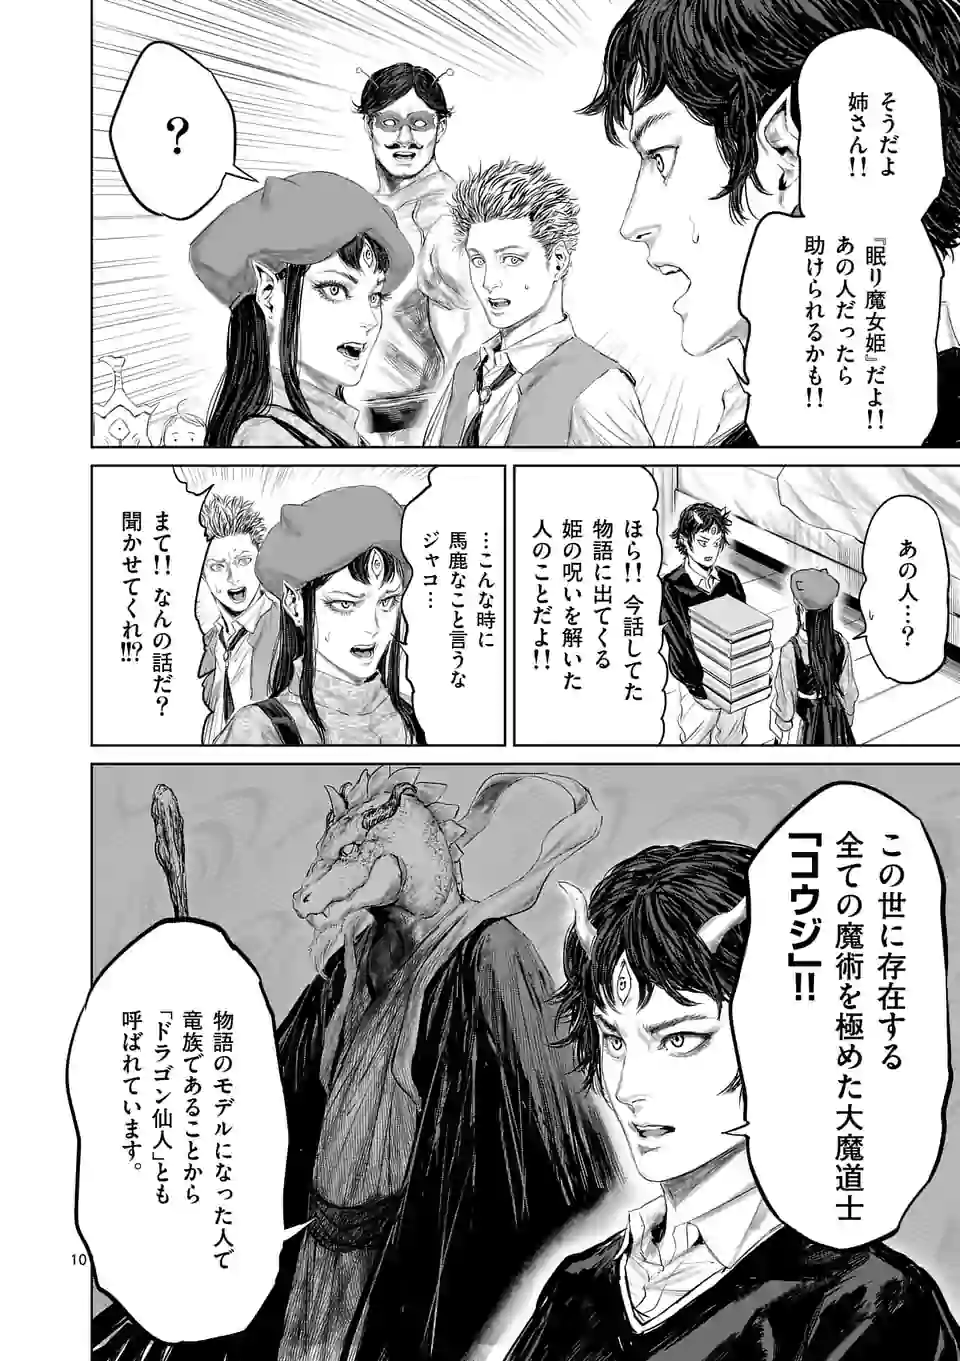 そうだよ
姉さん!!
『眠り魔女姫』だよ!!
あの人だったら
助けられるかも!!
？
あの人…？
ほら!!今話してた
物語に出てくる
姫の呪いを解いた
人のことだよ!!
…こんな時に
馬鹿なこと言うな
ジャコ…
まて!!なんの話だ？
聞かせてくれ!!?
この世に存在する
全ての魔術を極めた大魔道士
「コウジ」!!
物語のモデルになった人で
竜族であることから
「ドラゴン仙人」とも
呼ばれています。
10